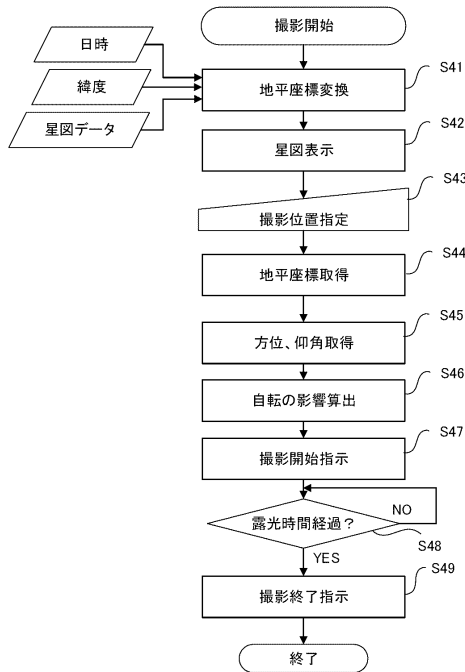 撮影開始
日時
緯度
星図データ
地平座標変換
S41
星図表示
S42
撮影位置指定
S43
地平座標取得
S44
方位、仰角取得
S45
自転の影響算出
S46
撮影開始指示
S47
露光時間経過？
NO
S48
YES
撮影終了指示
S49
終了